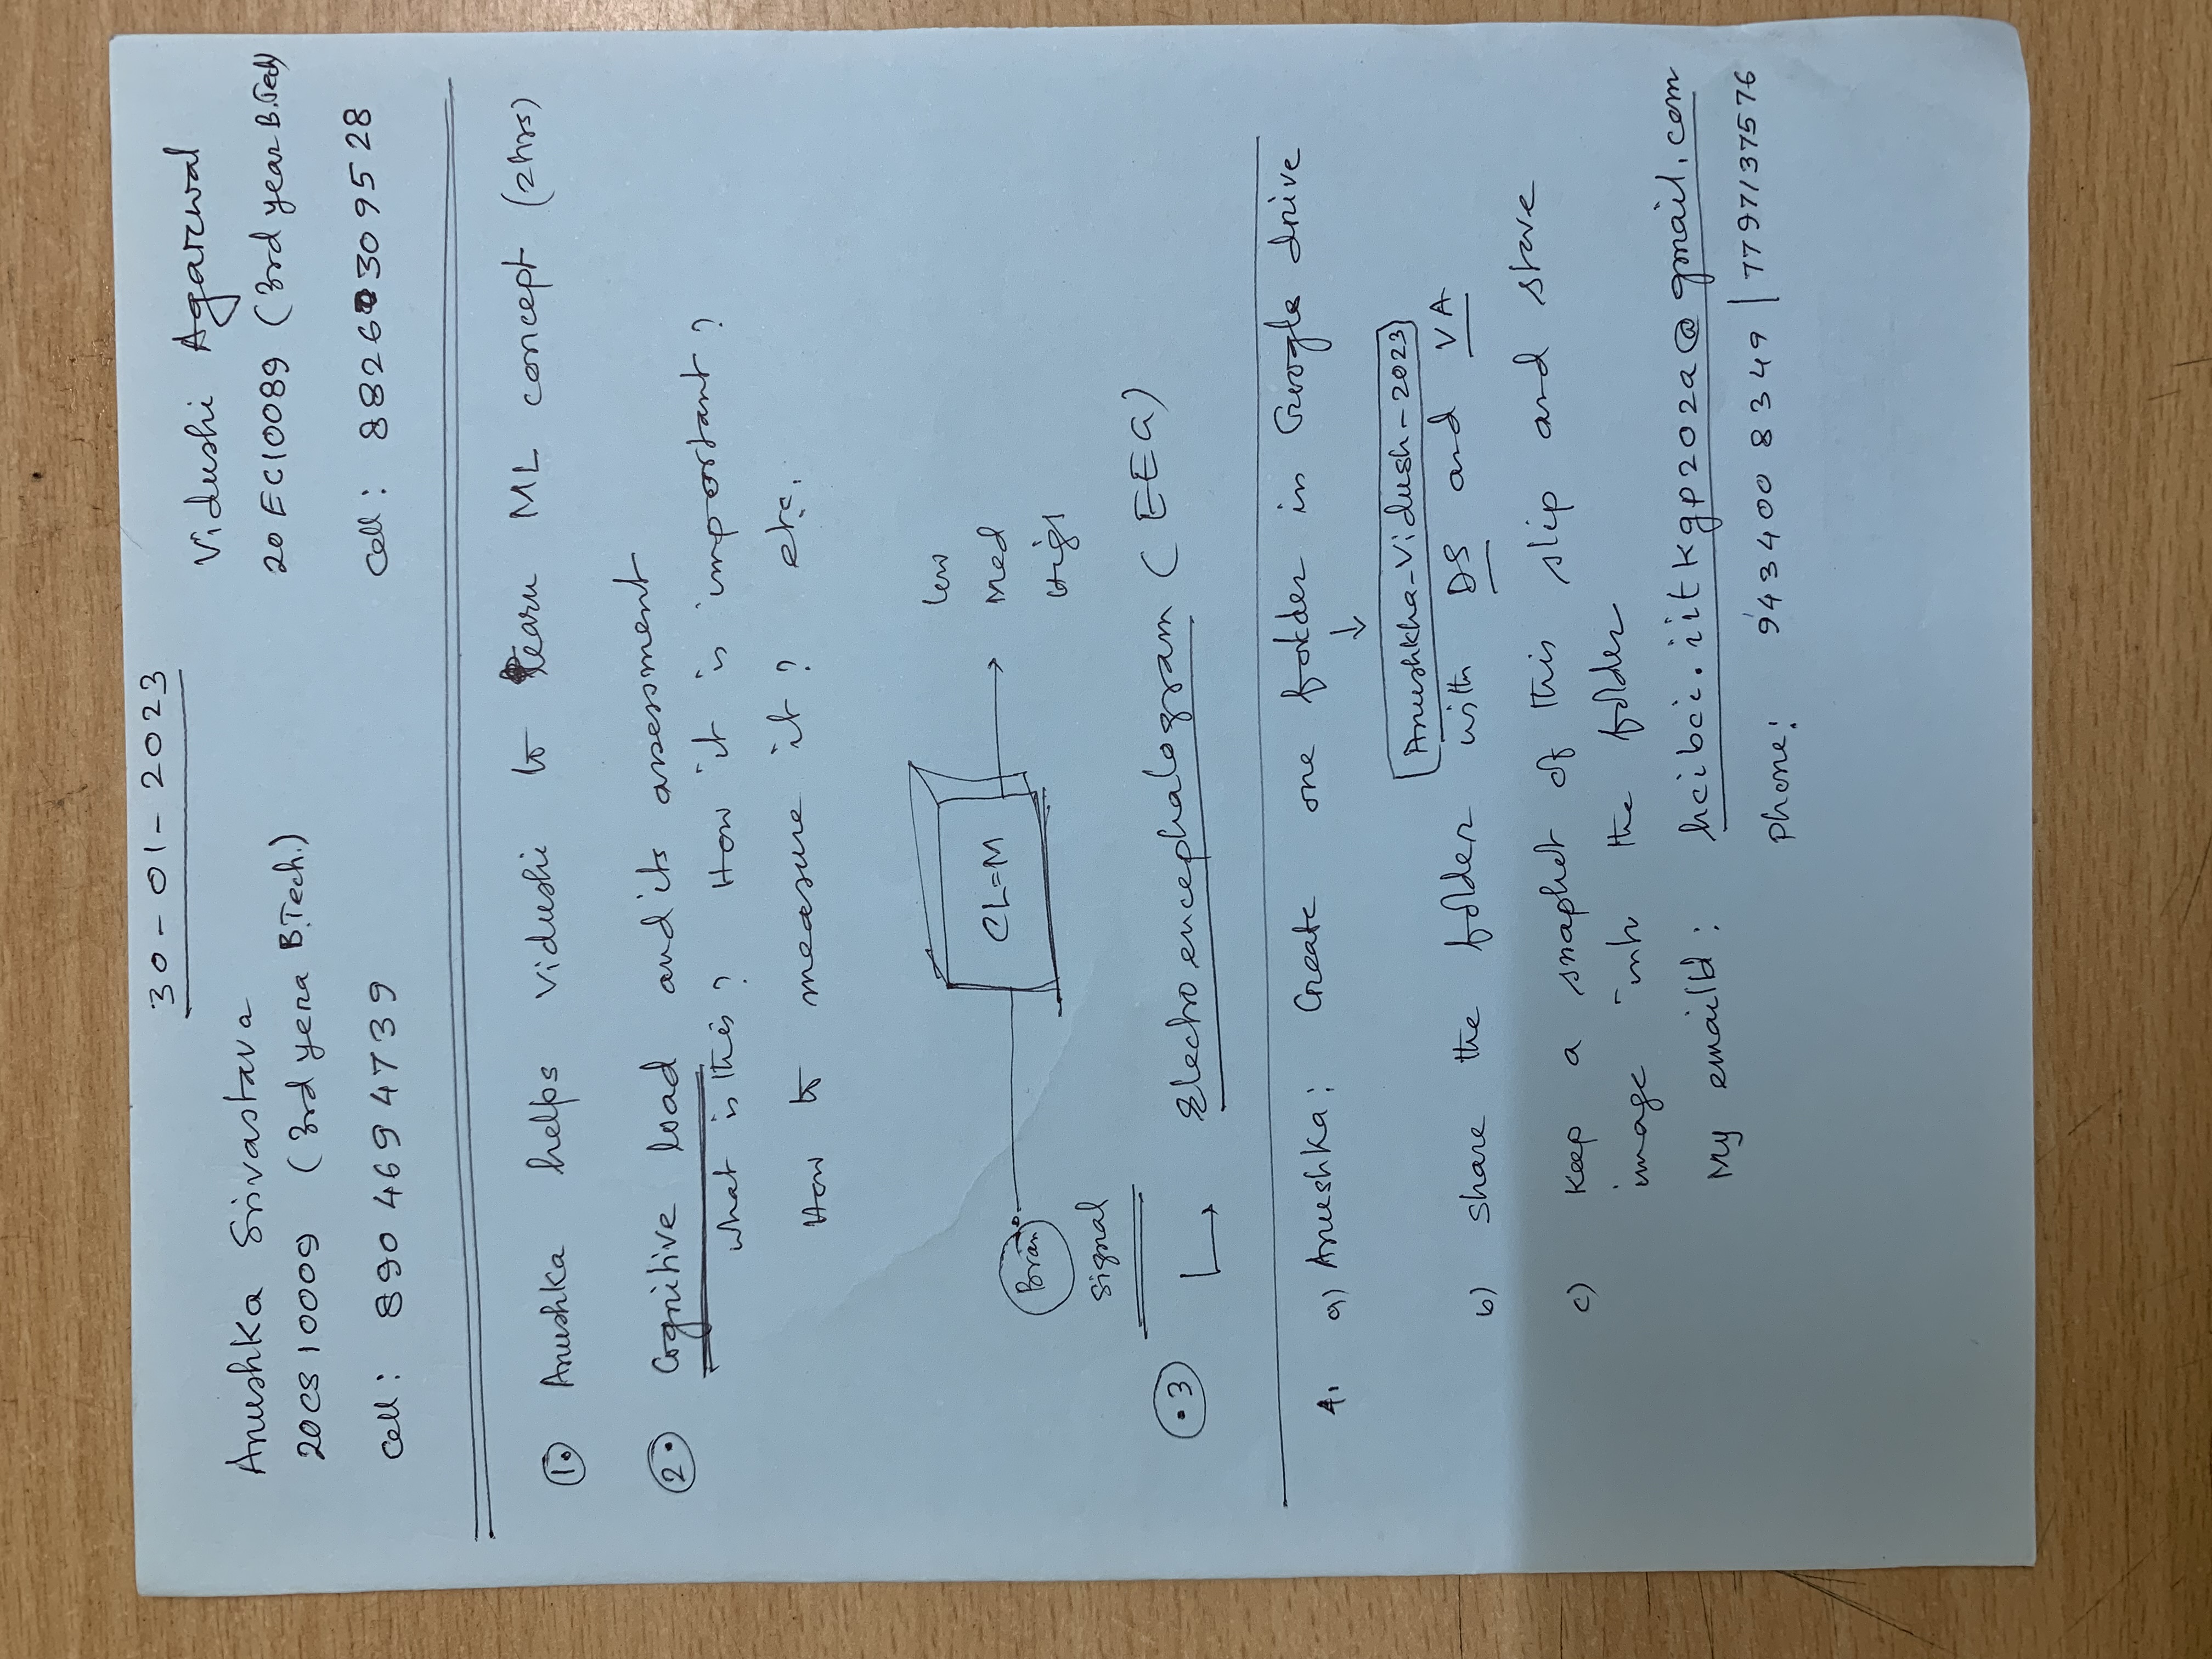 30-01-2023
Anushka Srivastava
20CS10009 (3rd yera B.Tech.)
Cell: 8904694739
Vidushi Agarwal
20EC10089 (3rd year B.Tech)
Cell: 8826309528
1. Anushka helps Vidushi to learn ML concept (2hrs)
2. Cognitive load and its assessment
What is this? How it is important?
How to measure it? etc.
Low
CL=M
Med
Brain
High
Signal
3 Electroencephalogram (EEG)
4. a) Anushka: Create one folder in Google drive
Anushkha-Vidush-2023
b) Share the folder with DS and VA
c) Keep a snaphet of this slip and store
image into the folder
My emailId: hcibci.iitkgp202a@gmail.com
Phone: 9434008349 | 7797137576